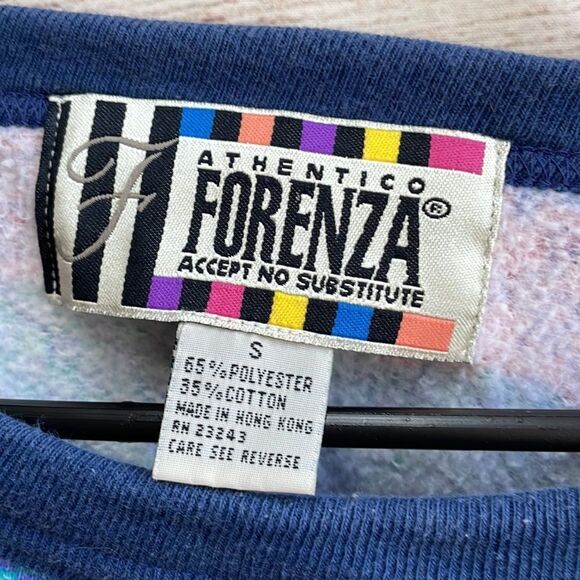 F
ATHENTICO
FORENZA®
ACCEPT NO SUBSTITUTE
S
65%POLYESTER
35%COTTON
MADE IN HONG KONG
RN 23243
CARE SEE REVERSE